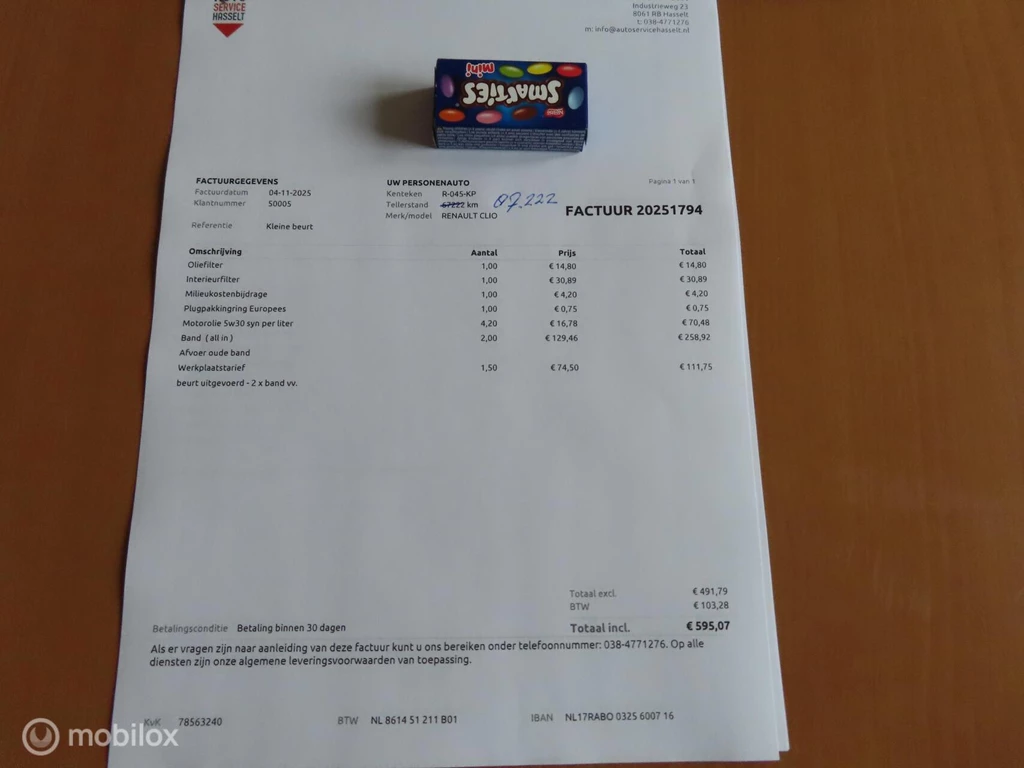 SERVICE
HASSELT
Industrieweg 23
8061 RB Hasselt
t: 038-4771276
m: info@autoservicehasselt.nl
mini
SMARTIES
Nestlé
FACTUURGEGEVENS
Factuurdatum 04-11-2025
Klantnummer 50005
Referentie Kleine beurt
UW PERSONENAUTO
Kenteken R-045-KP
Tellerstand 67222 km 07.222
Merk/model RENAULT CLIO
Pagina 1 van 1
FACTUUR 20251794
Omschrijving Aantal Prijs Totaal
Oliefilter 1,00 € 14,80 € 14,80
Interieurfilter 1,00 € 30,89 € 30,89
Milieukostenbijdrage 1,00 € 4,20 € 4,20
Plugpakkingring Europees 1,00 € 0,75 € 0,75
Motorolie 5w30 syn per liter 4,20 € 16,78 € 70,48
Band ( all in ) 2,00 € 129,46 € 258,92
Afvoer oude band
Werkplaatstarief 1,50 € 74,50 € 111,75
beurt uitgevoerd - 2 x band vv.
Totaal excl. € 491,79
BTW € 103,28
Betalingsconditie Betaling binnen 30 dagen Totaal incl. € 595,07
Als er vragen zijn naar aanleiding van deze factuur kunt u ons bereiken onder telefoonnummer: 038-4771276. Op alle
diensten zijn onze algemene leveringsvoorwaarden van toepassing.
KvK 78563240 BTW NL 8614 51 211 B01 IBAN NL17RABO 0325 6007 16
mobilox